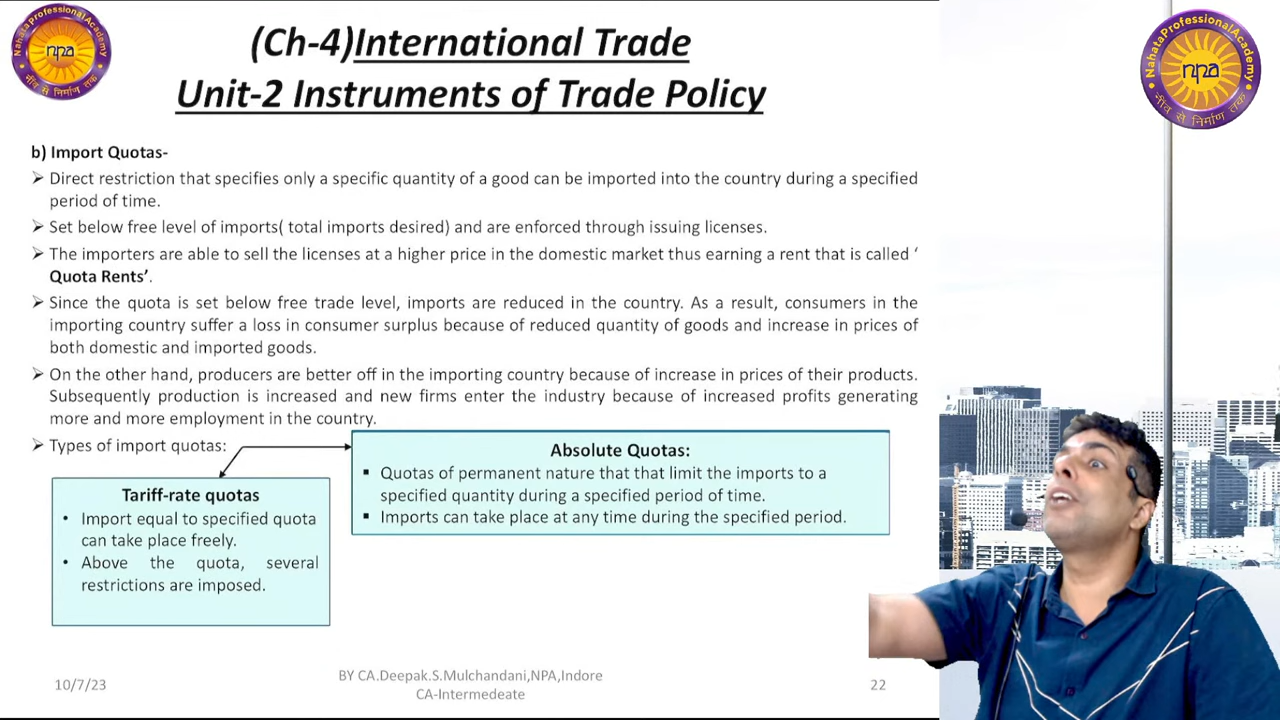 (Ch-4)International Trade
Unit-2 Instruments of Trade Policy
NahataProfessionalAcademy
npa
नींव से निर्माण तक
NahataProfessionalAcademy
npa
नींव से निर्माण तक
b) Import Quotas-
➢ Direct restriction that specifies only a specific quantity of a good can be imported into the country during a specified
period of time.
➢ Set below free level of imports( total imports desired) and are enforced through issuing licenses.
➢ The importers are able to sell the licenses at a higher price in the domestic market thus earning a rent that is called ‘
Quota Rents’.
➢ Since the quota is set below free trade level, imports are reduced in the country. As a result, consumers in the
importing country suffer a loss in consumer surplus because of reduced quantity of goods and increase in prices of
both domestic and imported goods.
➢ On the other hand, producers are better off in the importing country because of increase in prices of their products.
Subsequently production is increased and new firms enter the industry because of increased profits generating
more and more employment in the country.
➢ Types of import quotas:
Absolute Quotas:
▪ Quotas of permanent nature that that limit the imports to a
specified quantity during a specified period of time.
▪ Imports can take place at any time during the specified period.
Tariff-rate quotas
• Import equal to specified quota
can take place freely.
• Above the quota, several
restrictions are imposed.
10/7/23
BY CA.Deepak.S.Mulchandani,NPA,Indore
CA-Intermedeate
22